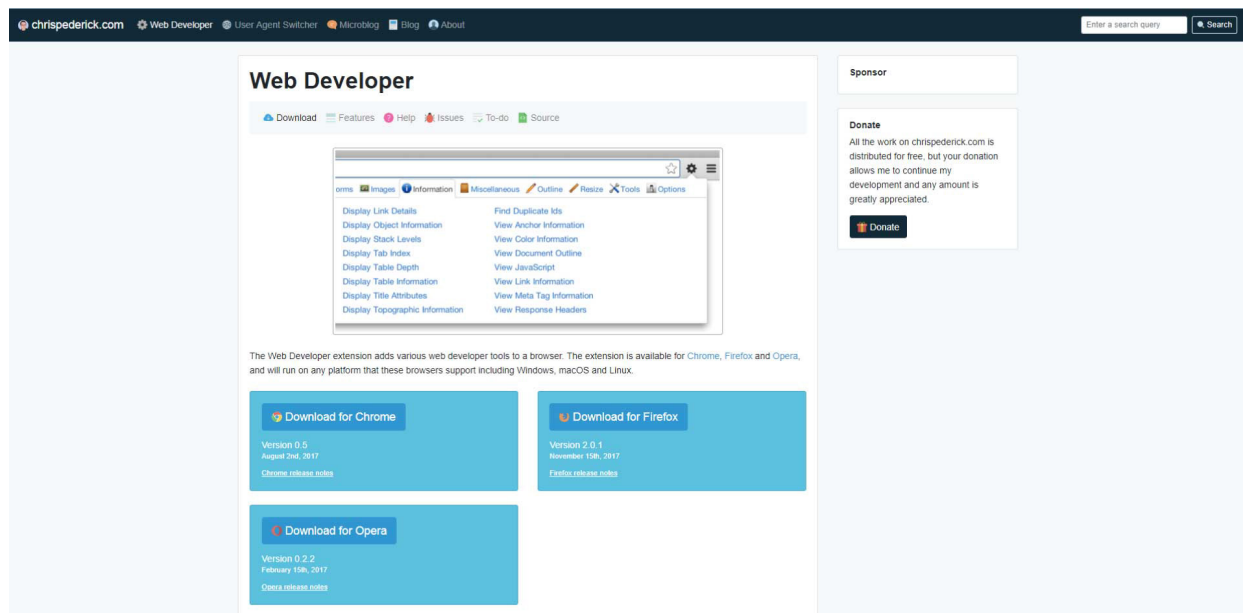 chrispederick.com Web Developer User Agent Switcher Microblog Blog About Enter a search query Search
Web Developer
Download Features Help Issues To-do Source
orms Images Information Miscellaneous Outline Resize Tools Options
Display Link Details Find Duplicate Ids
Display Object Information View Anchor Information
Display Stack Levels View Color Information
Display Tab Index View Document Outline
Display Table Depth View JavaScript
Display Table Information View Link Information
Display Title Attributes View Meta Tag Information
Display Topographic Information View Response Headers
The Web Developer extension adds various web developer tools to a browser. The extension is available for Chrome, Firefox and Opera,
and will run on any platform that these browsers support including Windows, macOS and Linux.
Download for Chrome
Version 0.5
August 2nd, 2017
Chrome release notes
Download for Firefox
Version 2.0.1
November 15th, 2017
Firefox release notes
Download for Opera
Version 0.2.2
February 15th, 2017
Opera release notes
Sponsor
Donate
All the work on chrispederick.com is
distributed for free, but your donation
allows me to continue my
development and any amount is
greatly appreciated.
Donate